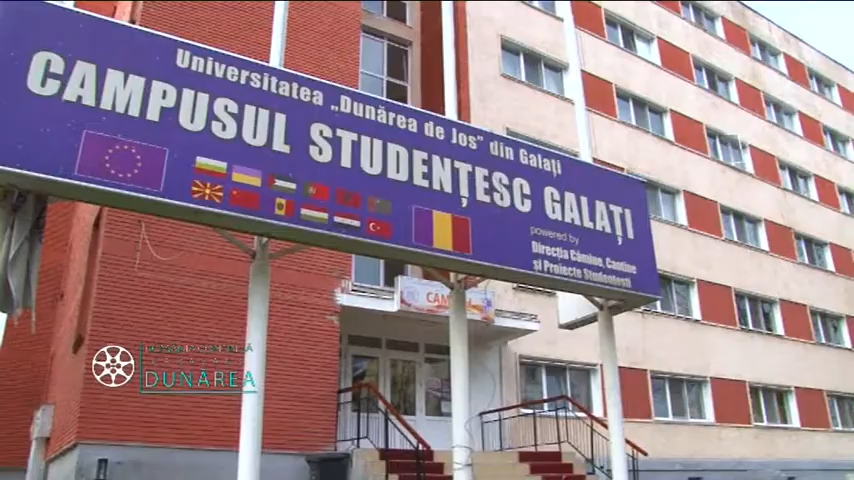 Universitatea „Dunărea de Jos” din Galați
CAMPUSUL STUDENȚESC GALAȚI
powered by
Direcția Cămine, Cantine
și Proiecte Studențești
DUNĂREA